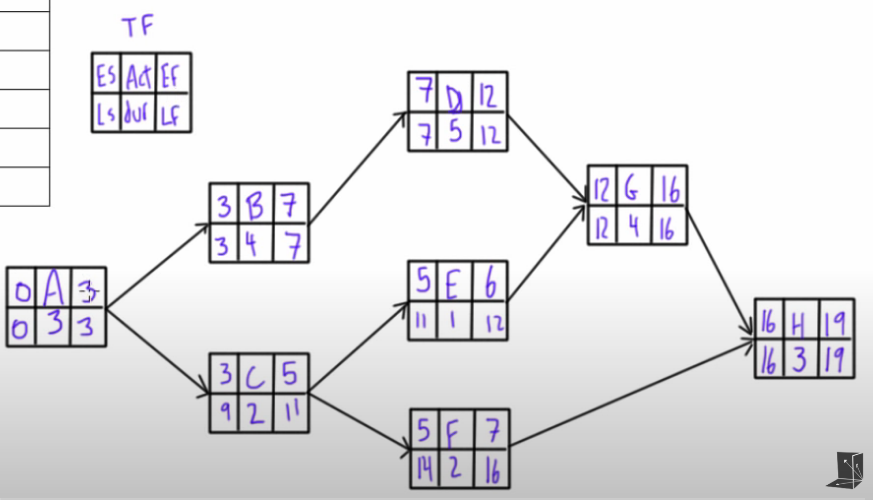 TF
ES Act EF
LS dur LF
7 D 12
7 5 12
3 B 7
3 4 7
12 G 16
12 4 16
0 A 3
0 3 3
5 E 6
11 1 12
16 H 19
16 3 19
3 C 5
9 2 11
5 F 7
14 2 16